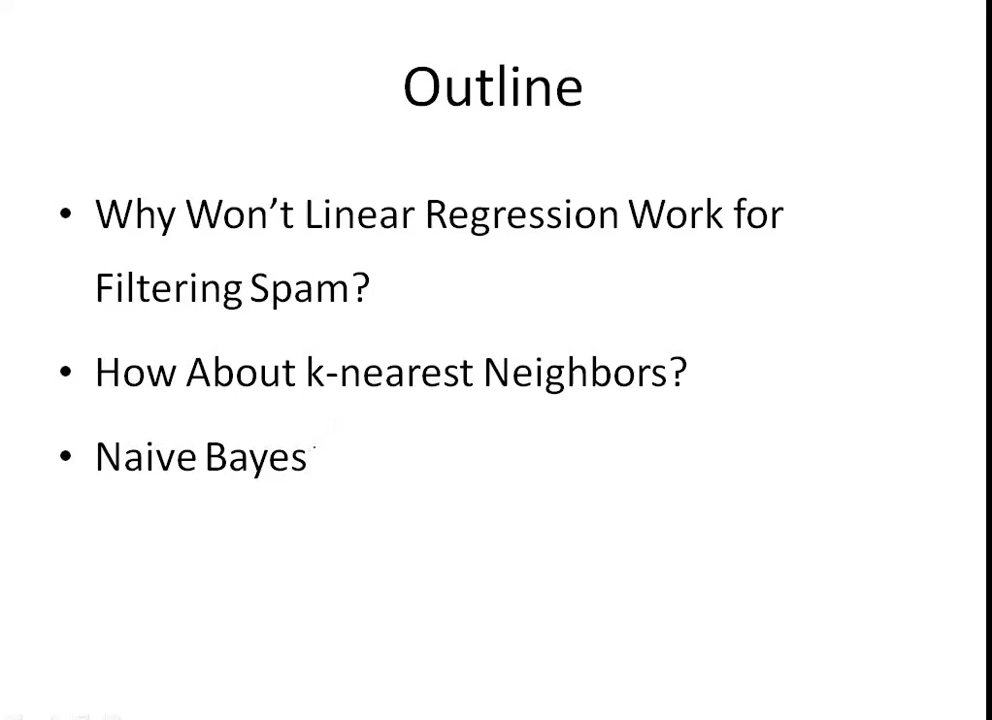 Outline
• Why Won’t Linear Regression Work for
Filtering Spam?
• How About k-nearest Neighbors?
• Naive Bayes